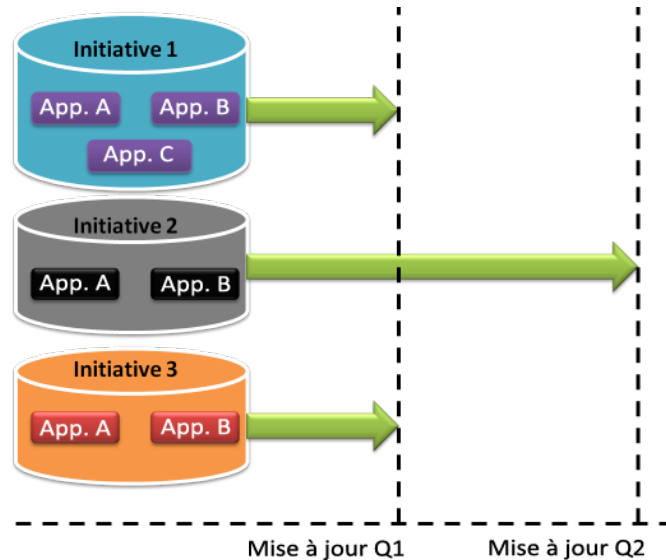 Initiative 1
App. A
App. B
App. C
Initiative 2
App. A
App. B
Initiative 3
App. A
App. B
Mise à jour Q1
Mise à jour Q2